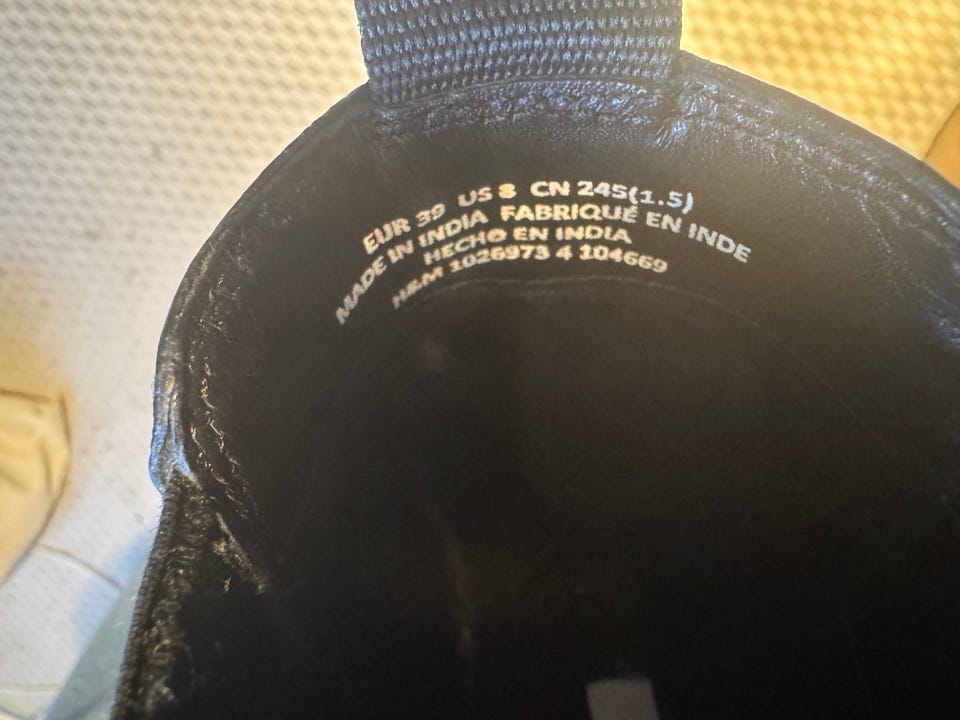 EUR 39 US 8 CN 245(1.5)
MADE IN INDIA FABRIQUÉ EN INDE
HECHO EN INDIA
H&M 1026973 4 104669